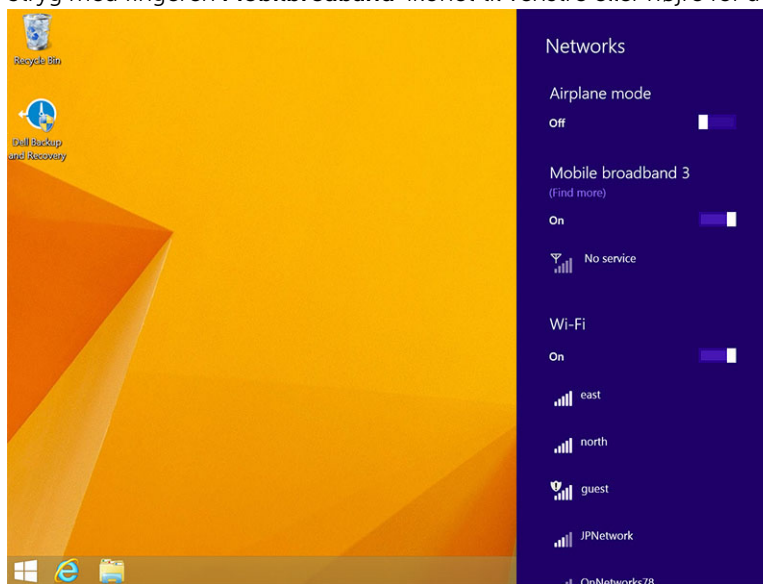 Recycle Bin
Dell Backup
and Recovery
Networks
Airplane mode
Off
Mobile broadband 3
(Find more)
On
No service
Wi-Fi
On
east
north
guest
JPNetwork
OnNetworks78